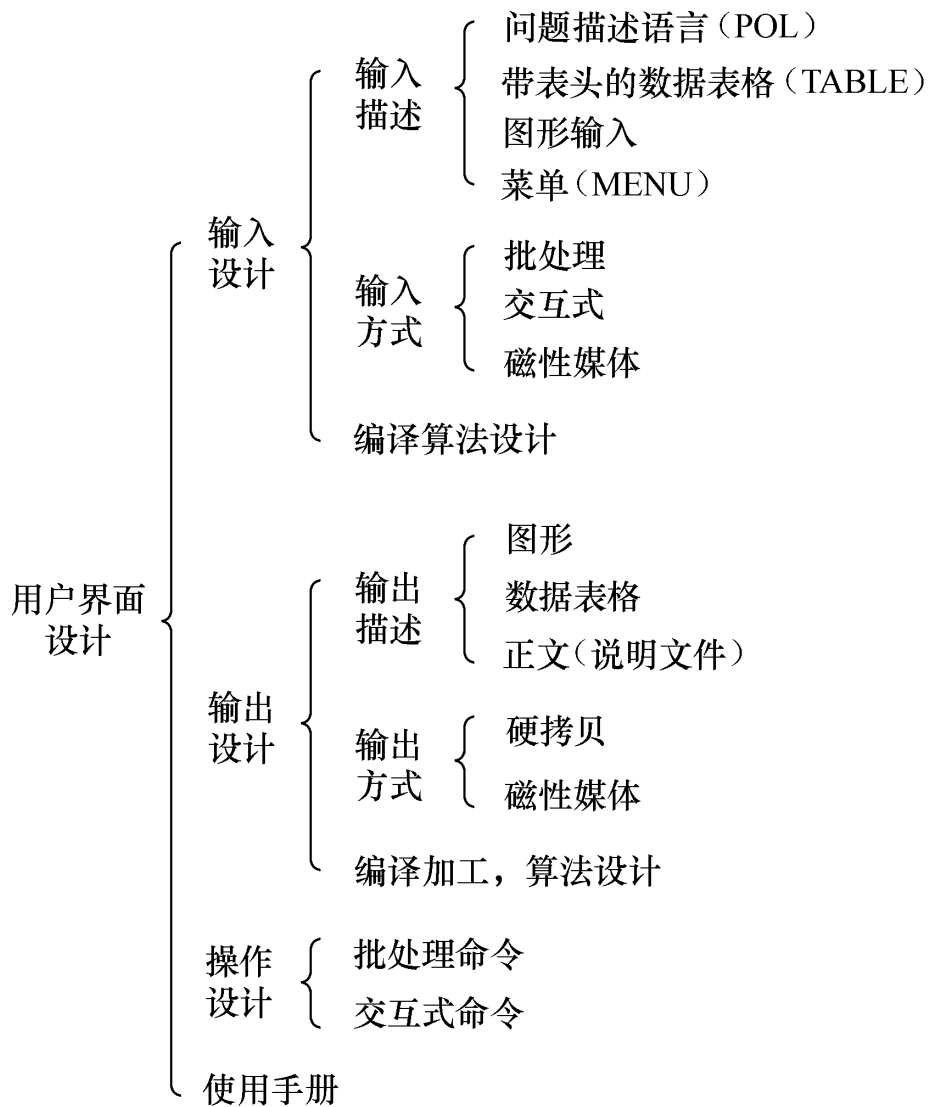 用户界面
设计
输入
设计
输入
描述
问题描述语言（POL）
带表头的数据表格（TABLE）
图形输入
菜单（MENU）
输入
方式
批处理
交互式
磁性媒体
编译算法设计
输出
设计
输出
描述
图形
数据表格
正文（说明文件）
输出
方式
硬拷贝
磁性媒体
编译加工，算法设计
操作
设计
批处理命令
交互式命令
使用手册